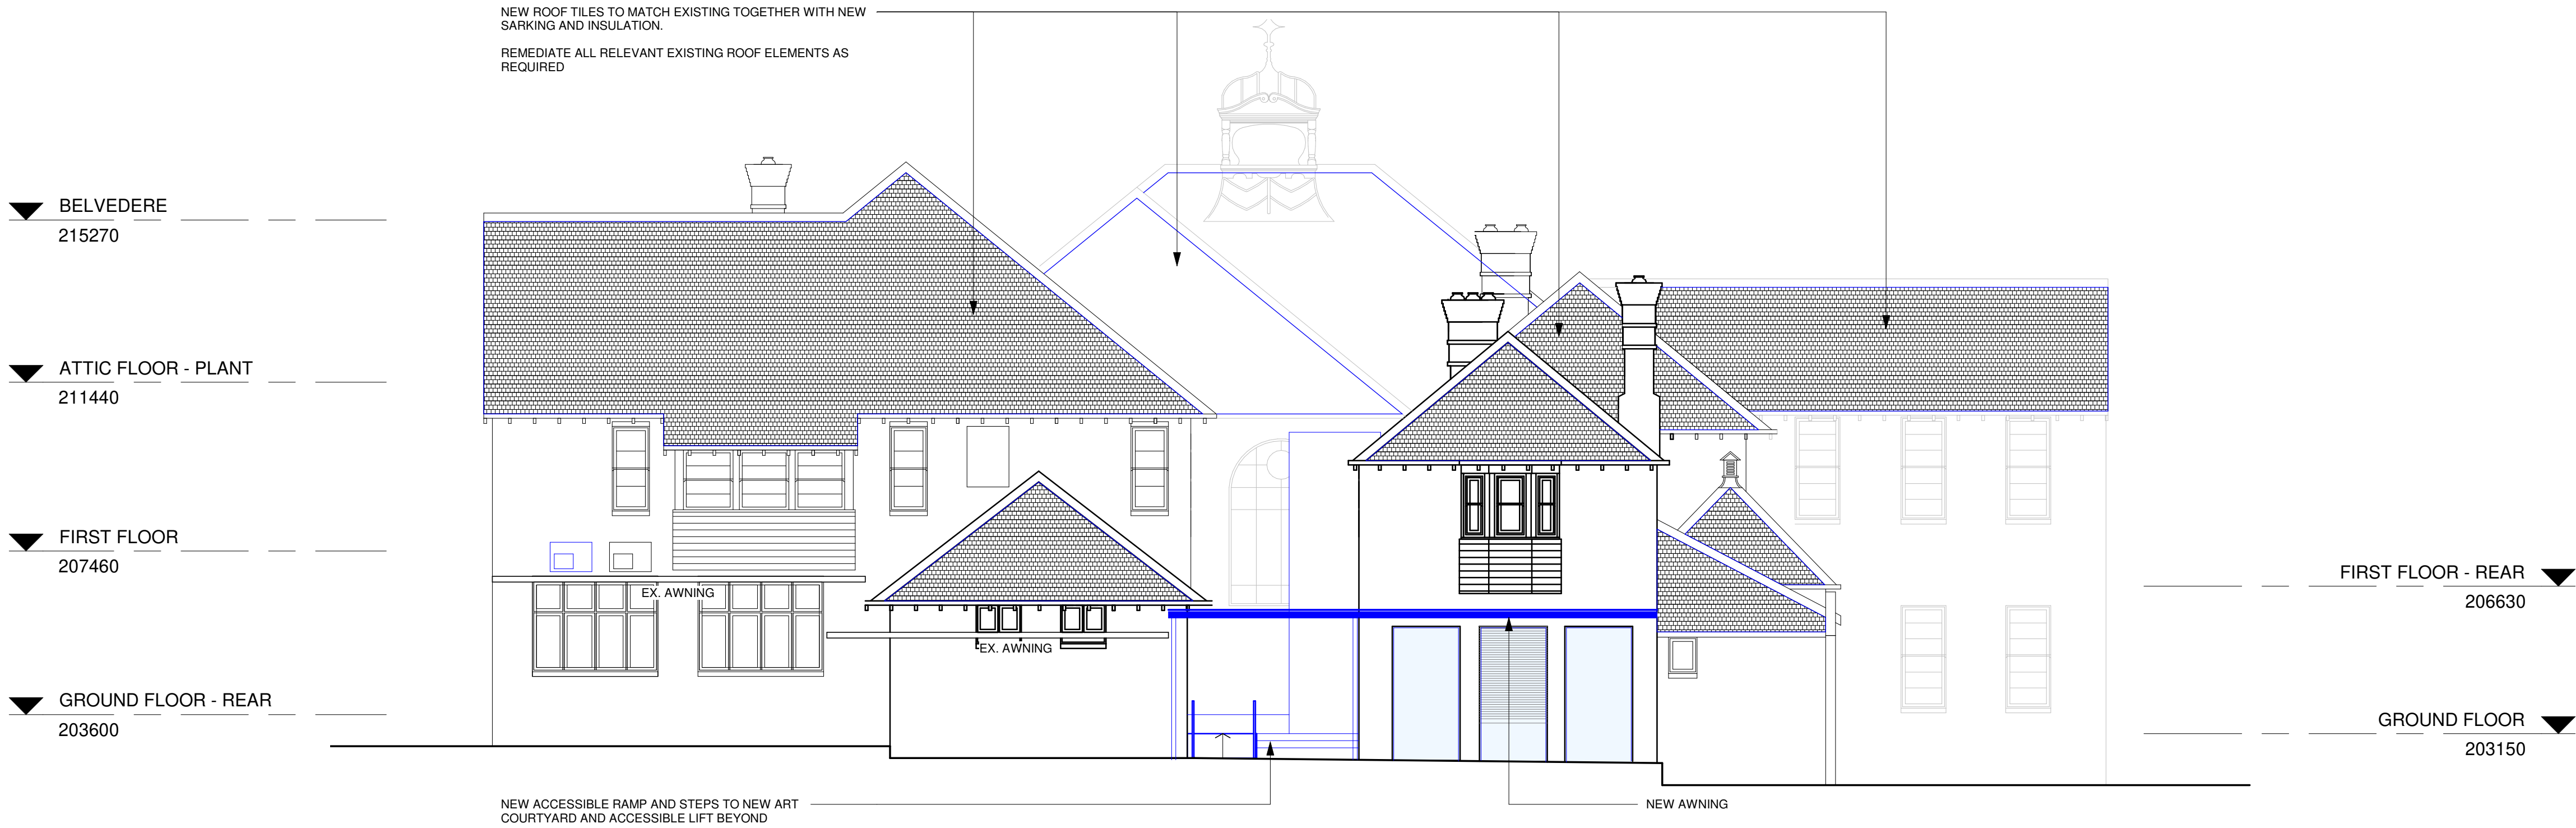 NEW ROOF TILES TO MATCH EXISTING TOGETHER WITH NEW
SARKING AND INSULATION.
REMEDIATE ALL RELEVANT EXISTING ROOF ELEMENTS AS
REQUIRED
BELVEDERE
215270
ATTIC FLOOR - PLANT
211440
FIRST FLOOR
207460
GROUND FLOOR - REAR
203600
EX. AWNING
EX. AWNING
FIRST FLOOR - REAR
206630
GROUND FLOOR
203150
NEW ACCESSIBLE RAMP AND STEPS TO NEW ART
COURTYARD AND ACCESSIBLE LIFT BEYOND
NEW AWNING